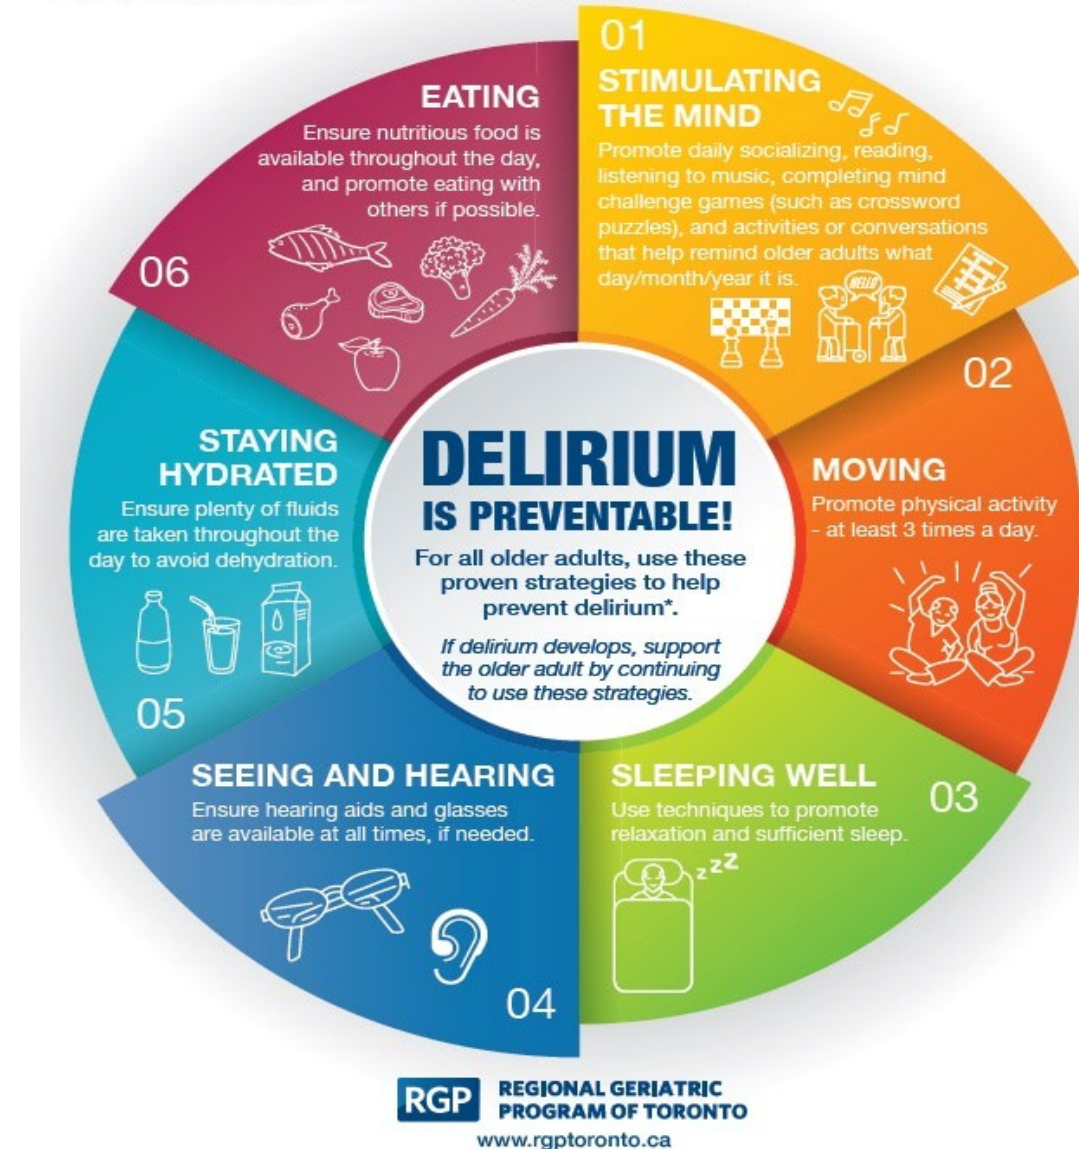 01
STIMULATING
THE MIND
Promote daily socializing, reading,
listening to music, completing mind
challenge games (such as crossword
puzzles), and activities or conversations
that help remind older adults what
day/month/year it is.
HELLO
02
MOVING
Promote physical activity
- at least 3 times a day.
03
SLEEPING WELL
Use techniques to promote
relaxation and sufficient sleep.
zzZ
04
SEEING AND HEARING
Ensure hearing aids and glasses
are available at all times, if needed.
05
STAYING
HYDRATED
Ensure plenty of fluids
are taken throughout the
day to avoid dehydration.
06
EATING
Ensure nutritious food is
available throughout the day,
and promote eating with
others if possible.
DELIRIUM
IS PREVENTABLE!
For all older adults, use these
proven strategies to help
prevent delirium*.
If delirium develops, support
the older adult by continuing
to use these strategies.
RGP
REGIONAL GERIATRIC
PROGRAM OF TORONTO
www.rgptoronto.ca